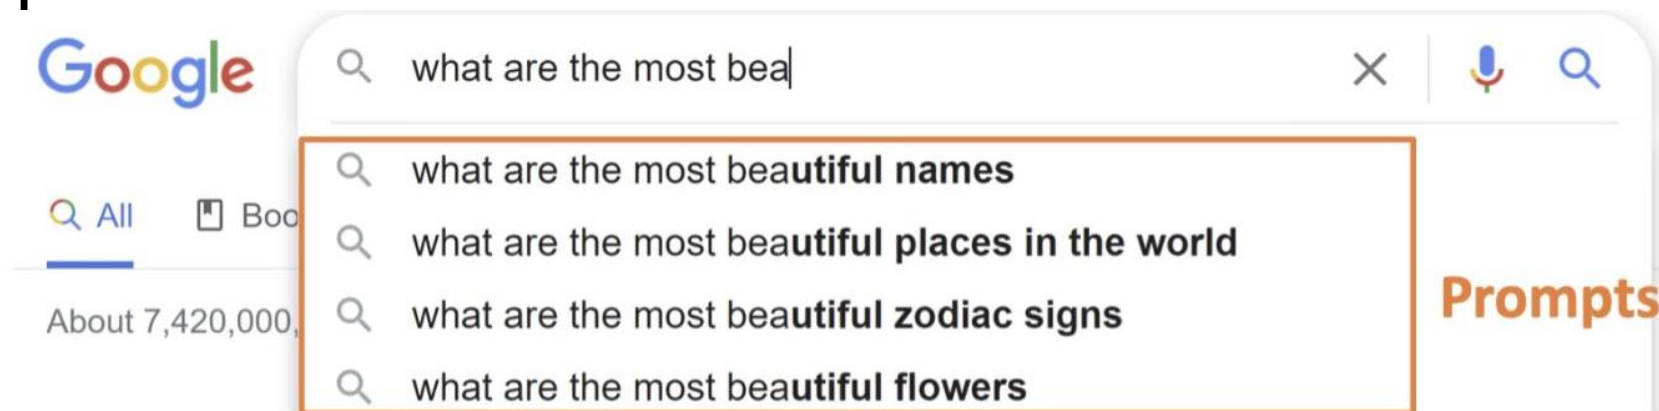 Google
what are the most bea
what are the most beautiful names
what are the most beautiful places in the world
All
Boo
what are the most beautiful zodiac signs
Prompts
About 7,420,000,
what are the most beautiful flowers